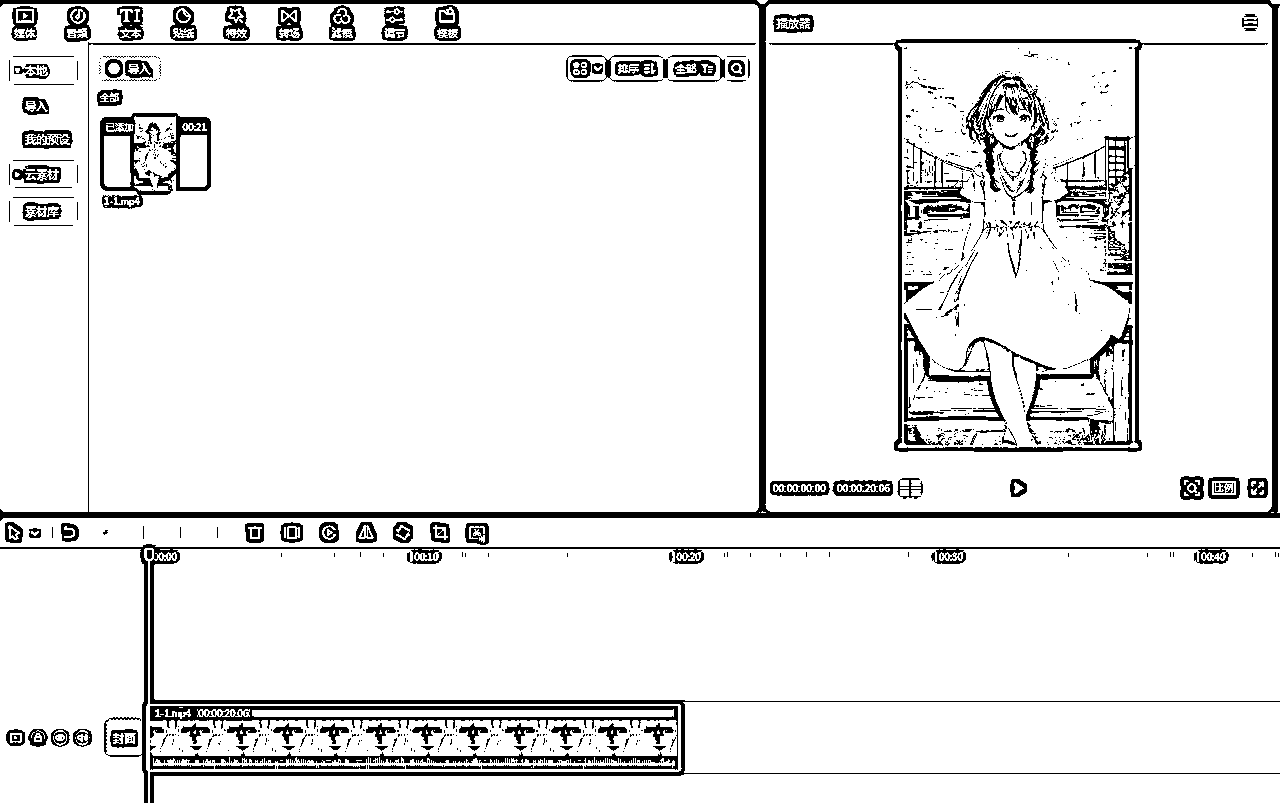 媒体 音频 文本 贴纸 特效 转场 滤镜 调节 模板
播放器
本地
导入
我的预设
云素材
素材库
导入
排序 全部
全部
已添加 00:21
1-1.mp4
00:00:00:00 00:00:20:06
比例
00:00 00:10 00:20 00:30 00:40
封面
1-1.mp4 00:00:20:06